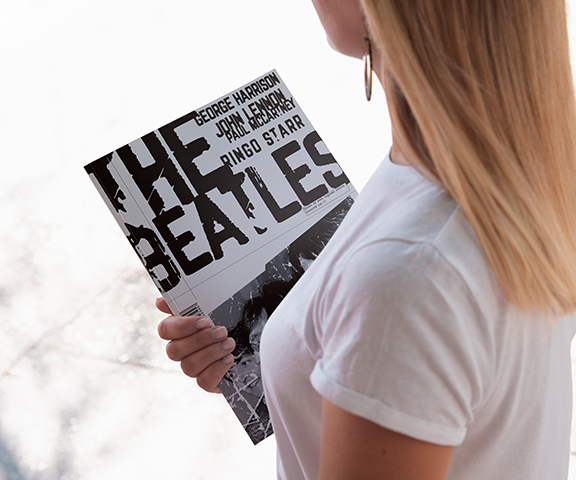 GEORGE HARRISON
JOHN LENNON
PAUL MCCARTNEY
RINGO STARR
THE
BEATLES